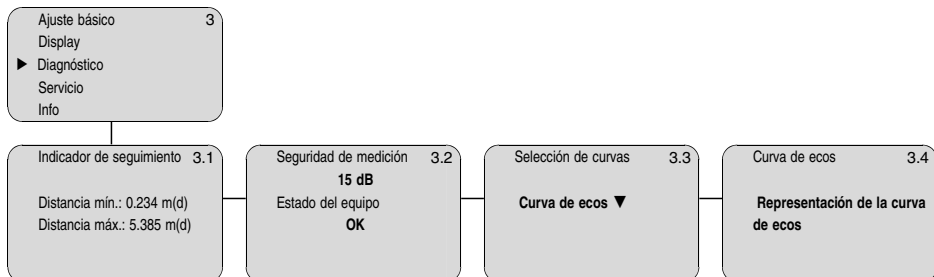 Ajuste básico 3
Display
▶ Diagnóstico
Servicio
Info
Indicador de seguimiento 3.1
Distancia mín.: 0.234 m(d)
Distancia máx.: 5.385 m(d)
Seguridad de medición 3.2
15 dB
Estado del equipo
OK
Selección de curvas 3.3
Curva de ecos ▼
Curva de ecos 3.4
Representación de la curva
de ecos